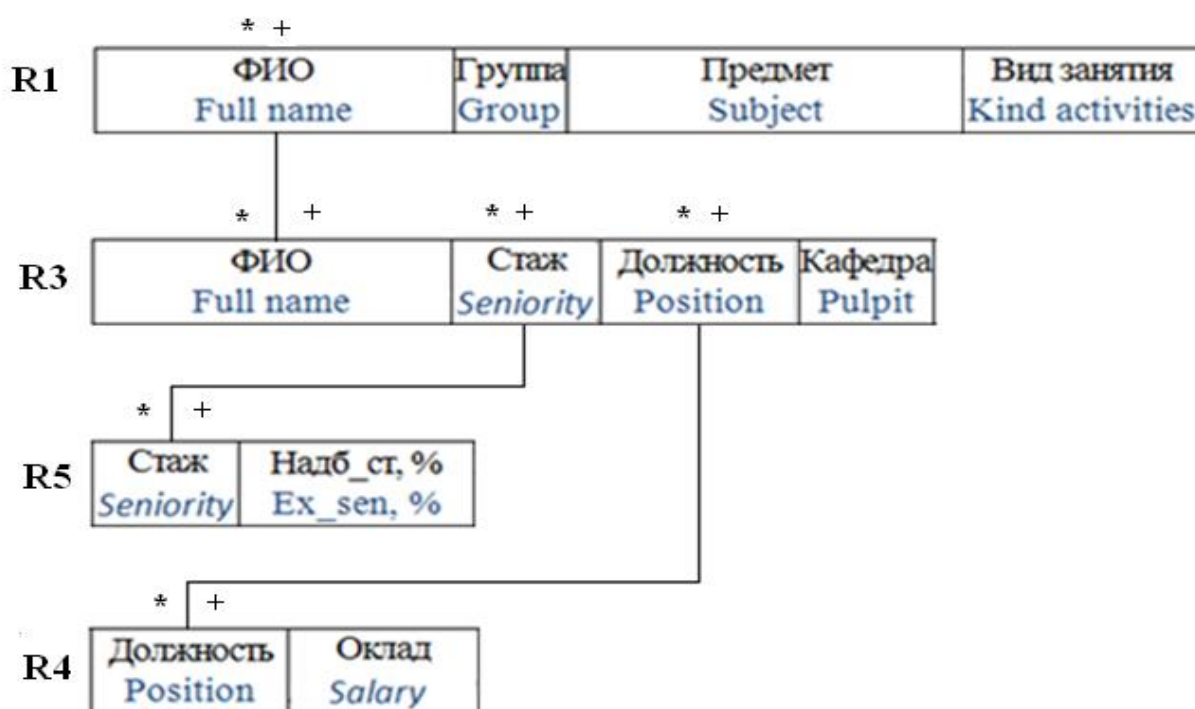 * +
R1
ФИО Группа Предмет Вид занятия
Full name Group Subject Kind activities
* + * + * +
R3
ФИО Стаж Должность Кафедра
Full name Seniority Position Pulpit
* +
R5
Стаж Надб_ст, %
Seniority Ex_sen, %
* +
R4
Должность Оклад
Position Salary